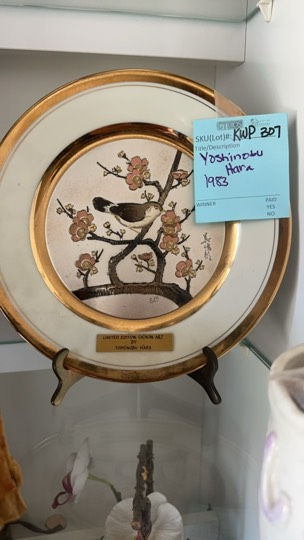 SKU(Lot)#: KWP 307
Title/Description
Yoshinobu
Hara
1983
WINNER
PAID
YES
NO
LIMITED EDITION CHOKIN ART
BY
YOSHINOBU HARA